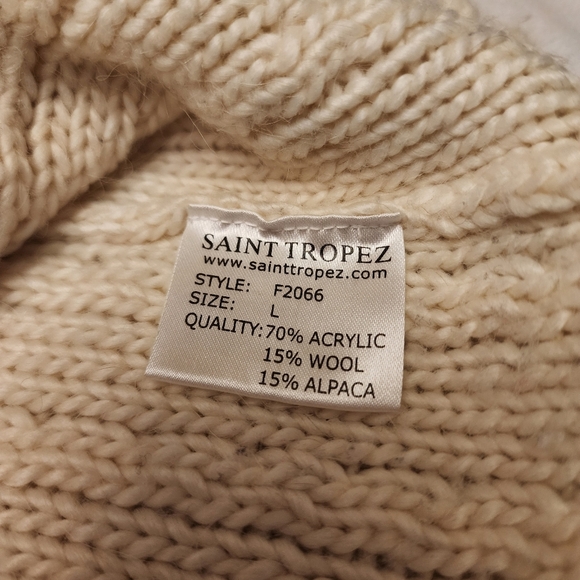 SAINT TROPEZ
www.sainttropez.com
STYLE: F2066
SIZE: L
QUALITY: 70% ACRYLIC
15% WOOL
15% ALPACA